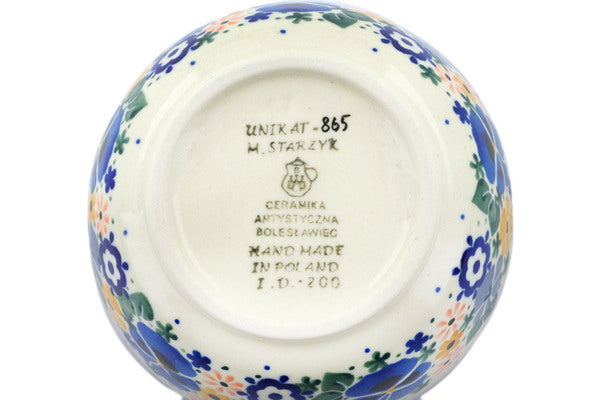 UNIKAT-865
M. STARZYK
CERAMIKA
ARTYSTYCZNA
BOLESŁAWIEC
HAND MADE
IN POLAND
I.D.-200